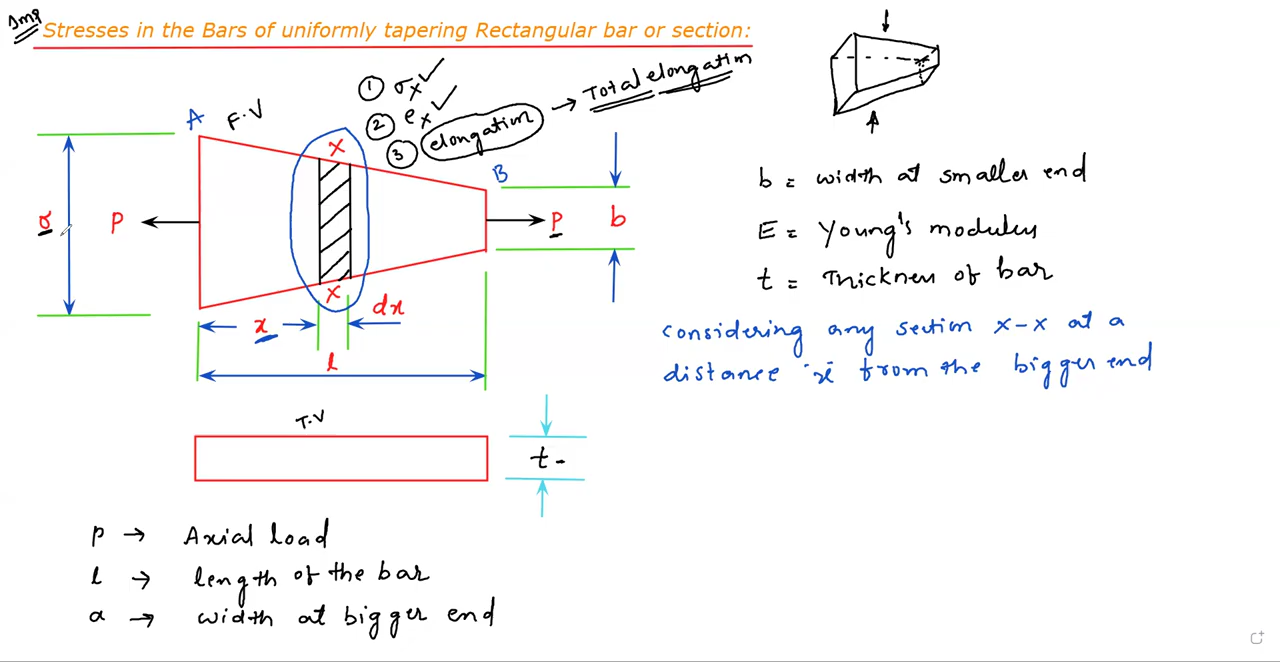 Imp
Stresses in the Bars of uniformly tapering Rectangular bar or section:
① σx ✓
② ex ✓
③ elongation → Total elongation
A
F.V
X
B
σ
P
P
b
X
x
dx
l
T.V
t -
P → Axial load
l → length of the bar
a → width at bigger end
b = width at smaller end
E = Young's modulus
t = Thickness of bar
considering any section x-x at a
distance 'x' from the bigger end